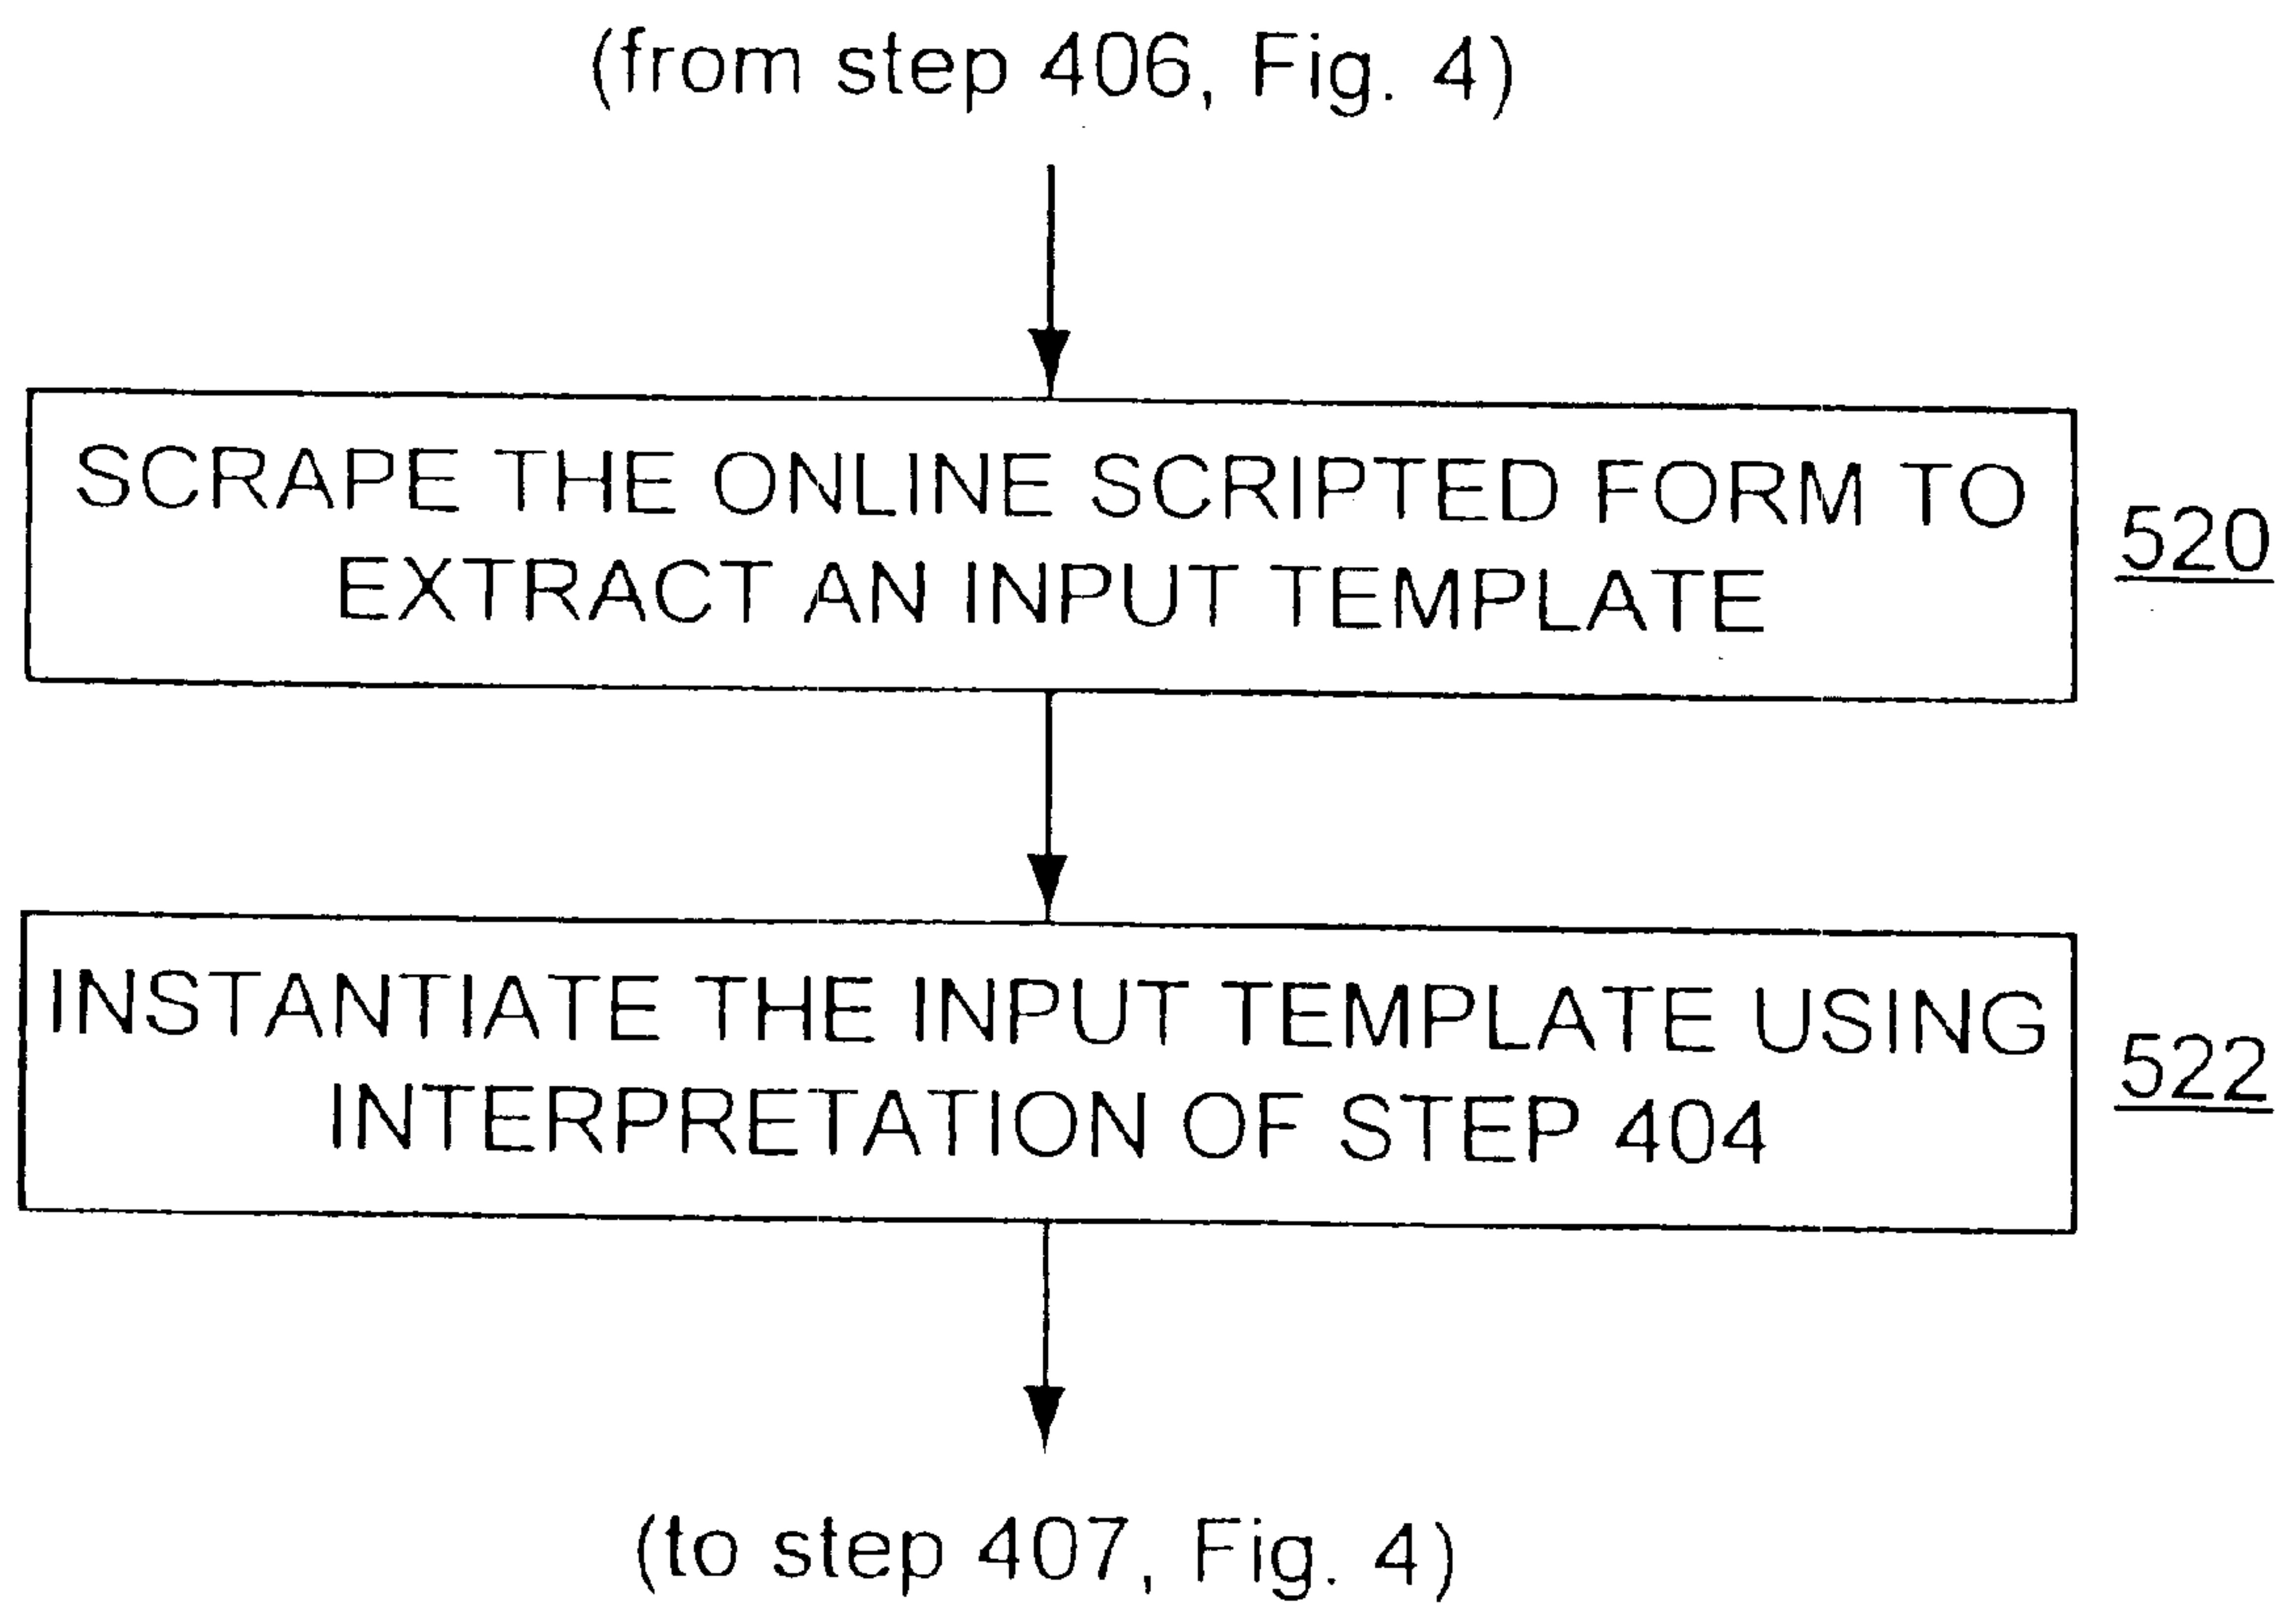 (from step 406, Fig. 4)
SCRAPE THE ONLINE SCRIPTED FORM TO
EXTRACT AN INPUT TEMPLATE
520
INSTANTIATE THE INPUT TEMPLATE USING
INTERPRETATION OF STEP 404
522
(to step 407, Fig. 4)